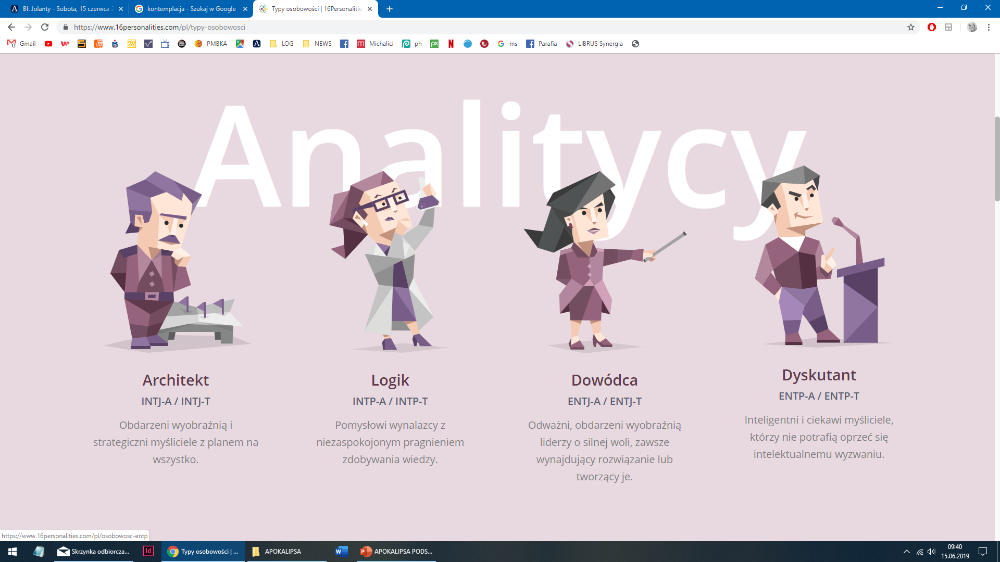 Bł. Jolanty - Sobota, 15 czerwca 2
kontemplacja - Szukaj w Google
Typy osobowości | 16Personalitie
https://www.16personalities.com/pl/typy-osobowosci
Gmail
PMBKA
LOG
NEWS
Michalici
ph
ms
Parafia
LIBRUS Synergia
Analitycy
Architekt
INTJ-A / INTJ-T
Obdarzeni wyobraźnią i
strategiczni myśliciele z planem na
wszystko.
Logik
INTP-A / INTP-T
Pomysłowi wynalazcy z
niezaspokojonym pragnieniem
zdobywania wiedzy.
Dowódca
ENTJ-A / ENTJ-T
Odważni, obdarzeni wyobraźnią
liderzy o silnej woli, zawsze
wynajdujący rozwiązanie lub
tworzący je.
Dyskutant
ENTP-A / ENTP-T
Inteligentni i ciekawi myśliciele,
którzy nie potrafią oprzeć się
intelektualnemu wyzwaniu.
https://www.16personalities.com/pl/osobowosc-entp
Skrzynka odbiorcza...
Id
Typy osobowości | ...
APOKALIPSA
APOKALIPSA PODS...
09:40
15.06.2019